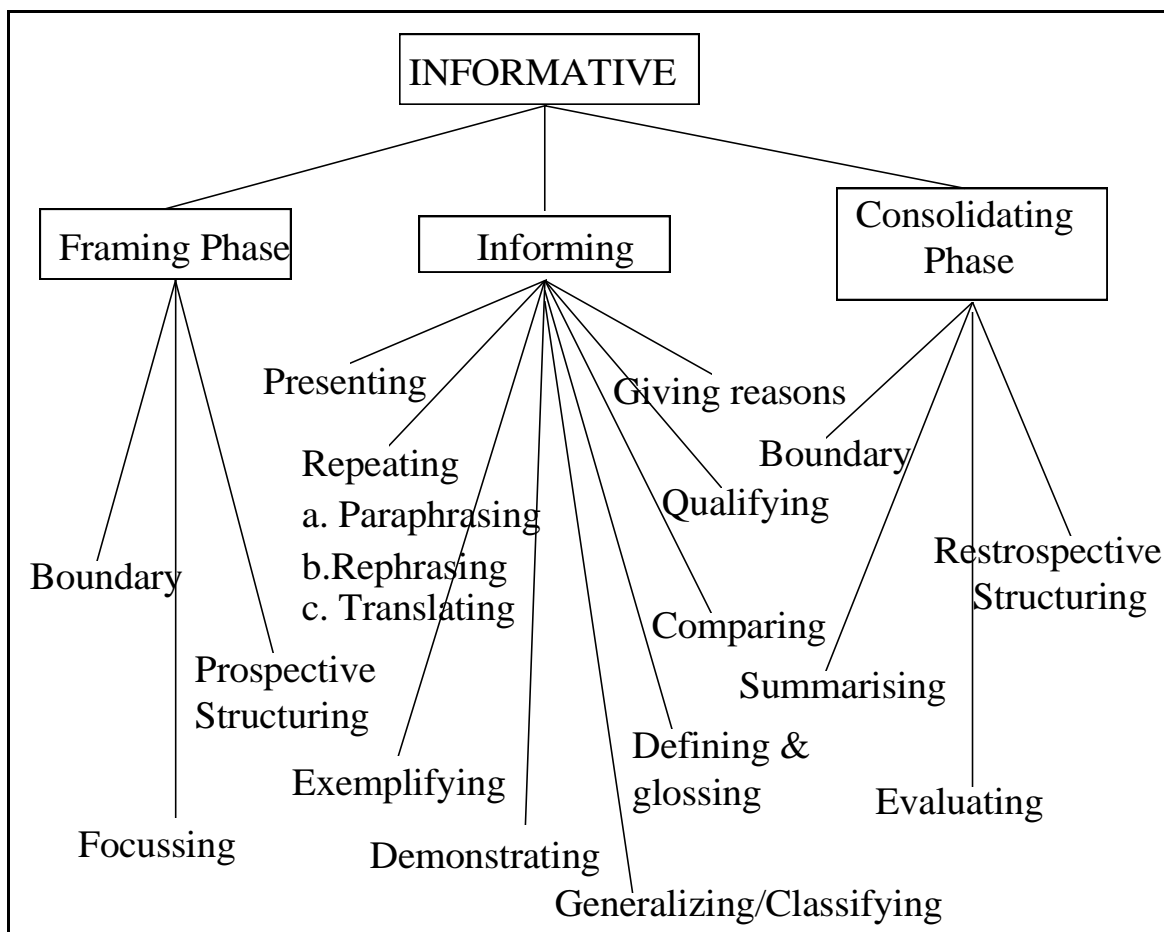 INFORMATIVE
Framing Phase
Informing
Consolidating
Phase
Boundary
Prospective
Structuring
Focussing
Presenting
Repeating
a. Paraphrasing
b.Rephrasing
c. Translating
Exemplifying
Demonstrating
Generalizing/Classifying
Defining &
glossing
Comparing
Qualifying
Giving reasons
Boundary
Summarising
Evaluating
Restrospective
Structuring